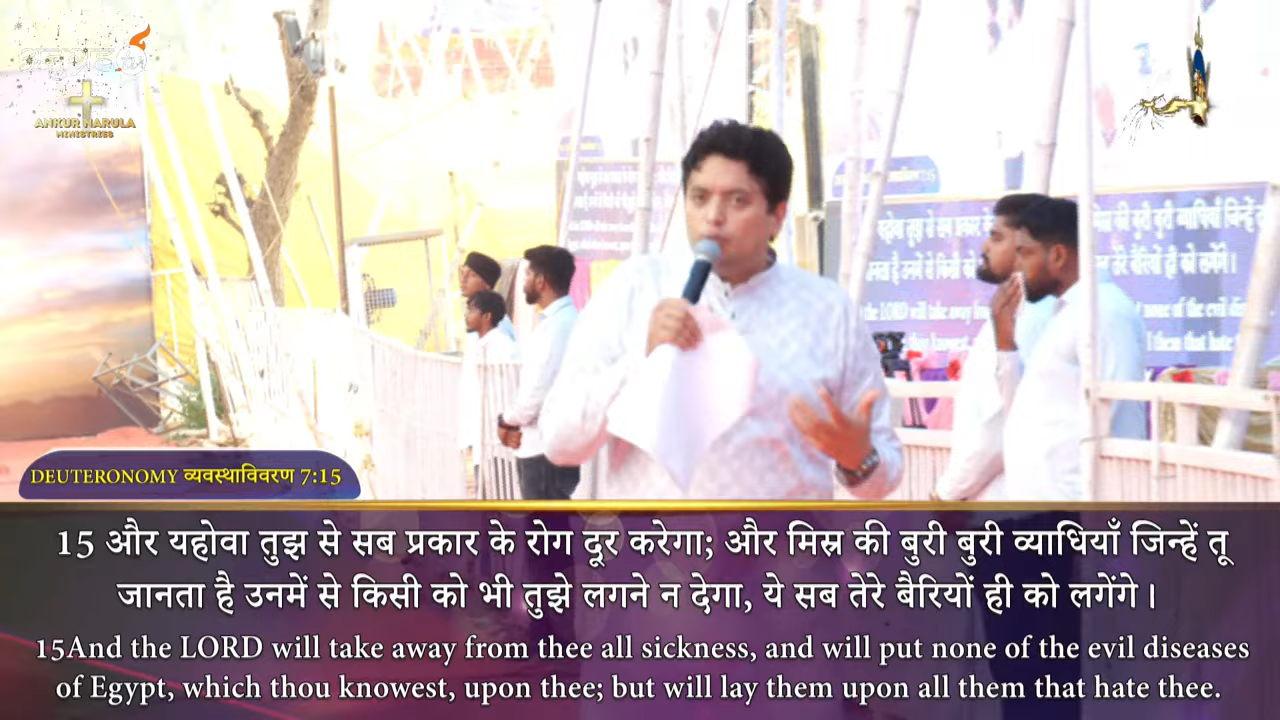 ANKUR NARULA
MINISTRIES
DEUTERONOMY व्यवस्थाविवरण 7:15
15 और यहोवा तुझ से सब प्रकार के रोग दूर करेगा; और मिस्र की बुरी बुरी व्याधियाँ जिन्हें तू
जानता है उनमें से किसी को भी तुझे लगने न देगा, ये सब तेरे बैरियों ही को लगेंगे।
15And the LORD will take away from thee all sickness, and will put none of the evil diseases
of Egypt, which thou knowest, upon thee; but will lay them upon all them that hate thee.